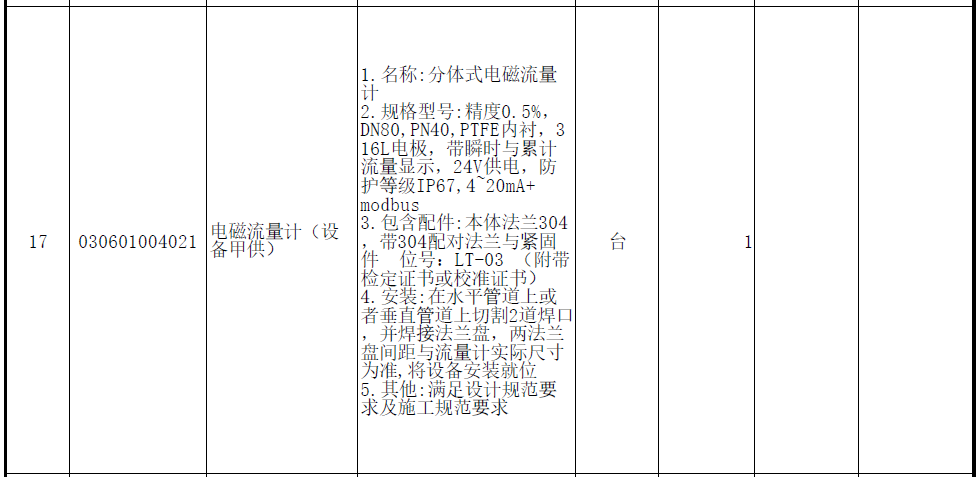 17
030601004021
电磁流量计（设
备甲供）
1.名称:分体式电磁流量
计
2.规格型号:精度0.5%，
DN80,PN40,PTFE内衬，3
16L电极，带瞬时与累计
流量显示，24V供电，防
护等级IP67,4~20mA+
modbus
3.包含配件:本体法兰304
，带304配对法兰与紧固
件  位号：LT-03 （附带
检定证书或校准证书）
4.安装:在水平管道上或
者垂直管道上切割2道焊口
，并焊接法兰盘，两法兰
盘间距与流量计实际尺寸
为准,将设备安装就位
5.其他:满足设计规范要
求及施工规范要求
台
1